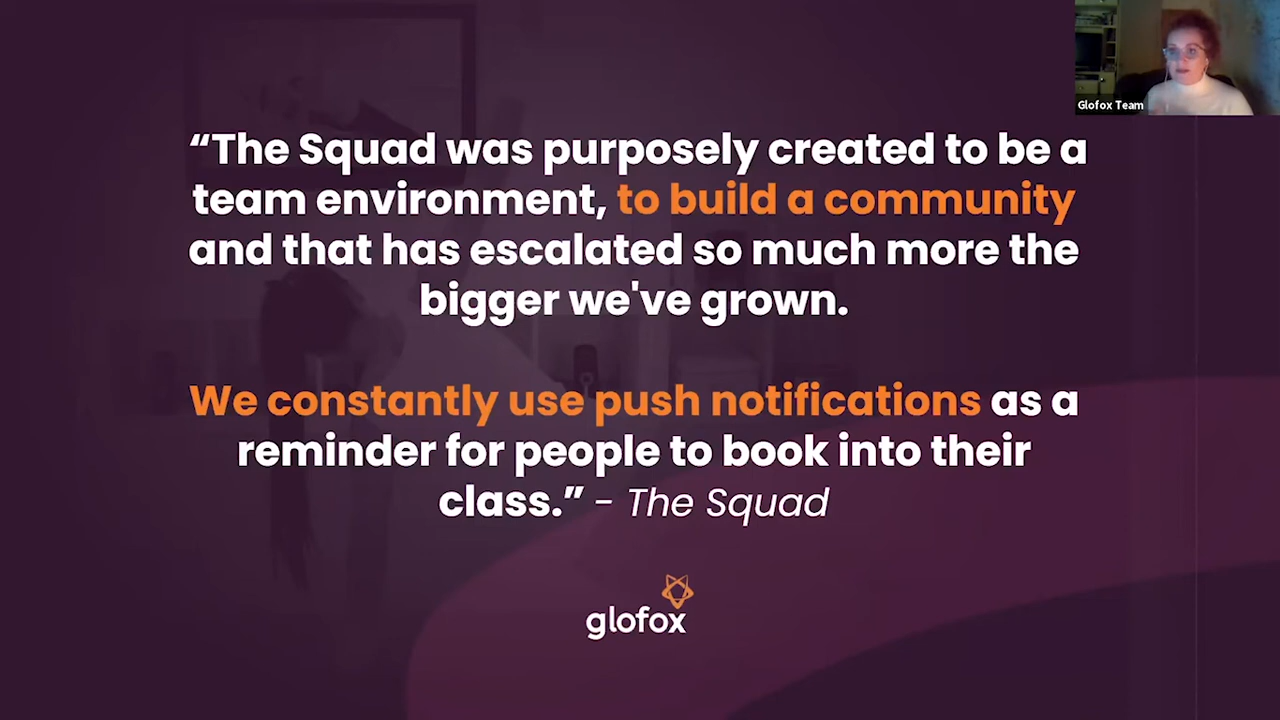 Glofox Team
“The Squad was purposely created to be a
team environment, to build a community
and that has escalated so much more the
bigger we've grown.
We constantly use push notifications as a
reminder for people to book into their
class.” - The Squad
glofox